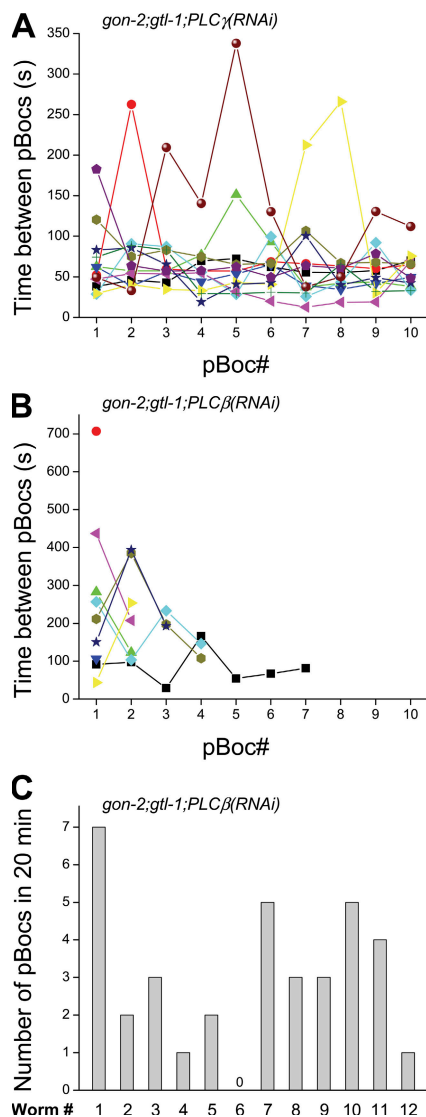 A
gon-2;gtl-1;PLCγ(RNAi)
Time between pBocs (s)
350
300
250
200
150
100
50
0
1 2 3 4 5 6 7 8 9 10
pBoc#
B
gon-2;gtl-1;PLCβ(RNAi)
Time between pBocs (s)
700
600
500
400
300
200
100
0
1 2 3 4 5 6 7 8 9 10
pBoc#
C
gon-2;gtl-1;PLCβ(RNAi)
Number of pBocs in 20 min
7
6
5
4
3
2
1
0
0
Worm # 1 2 3 4 5 6 7 8 9 10 11 12